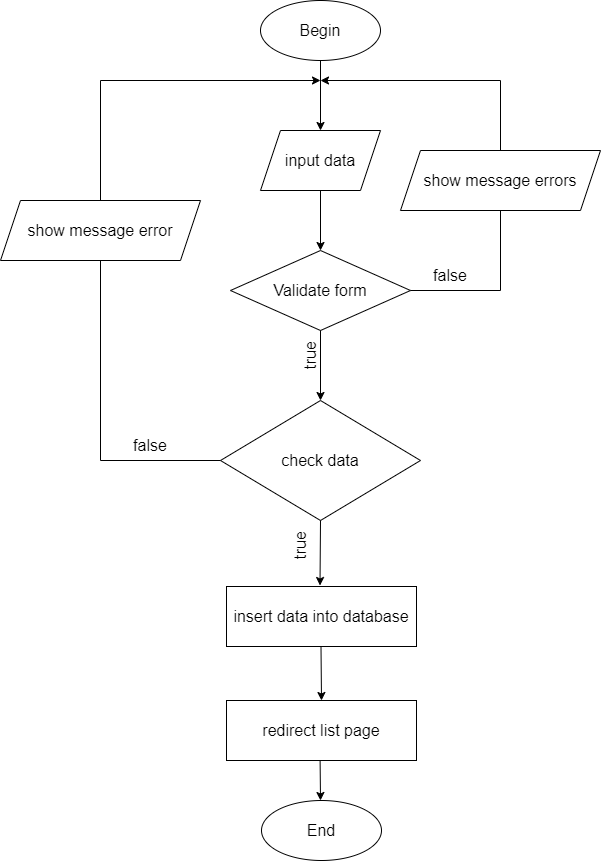 Begin
input data
show message errors
show message error
Validate form
false
true
false
check data
true
insert data into database
redirect list page
End